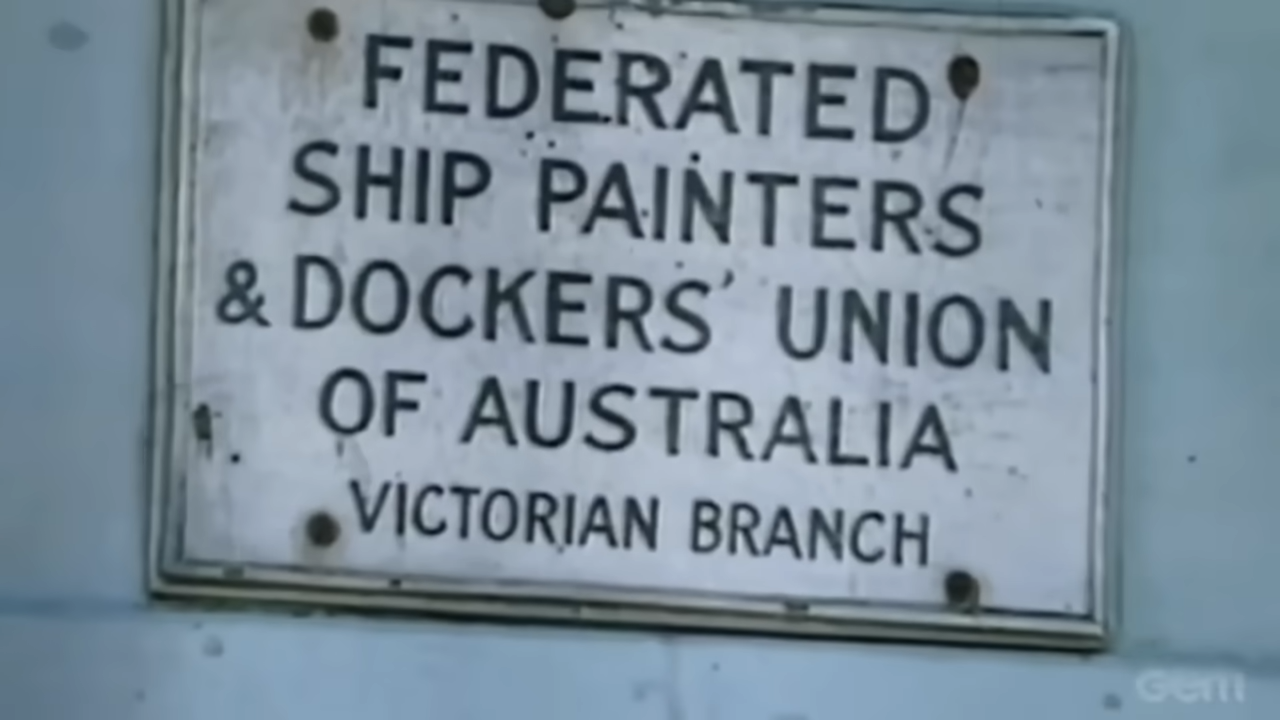 FEDERATED
SHIP PAINTERS
& DOCKERS' UNION
OF AUSTRALIA
VICTORIAN BRANCH
Gem